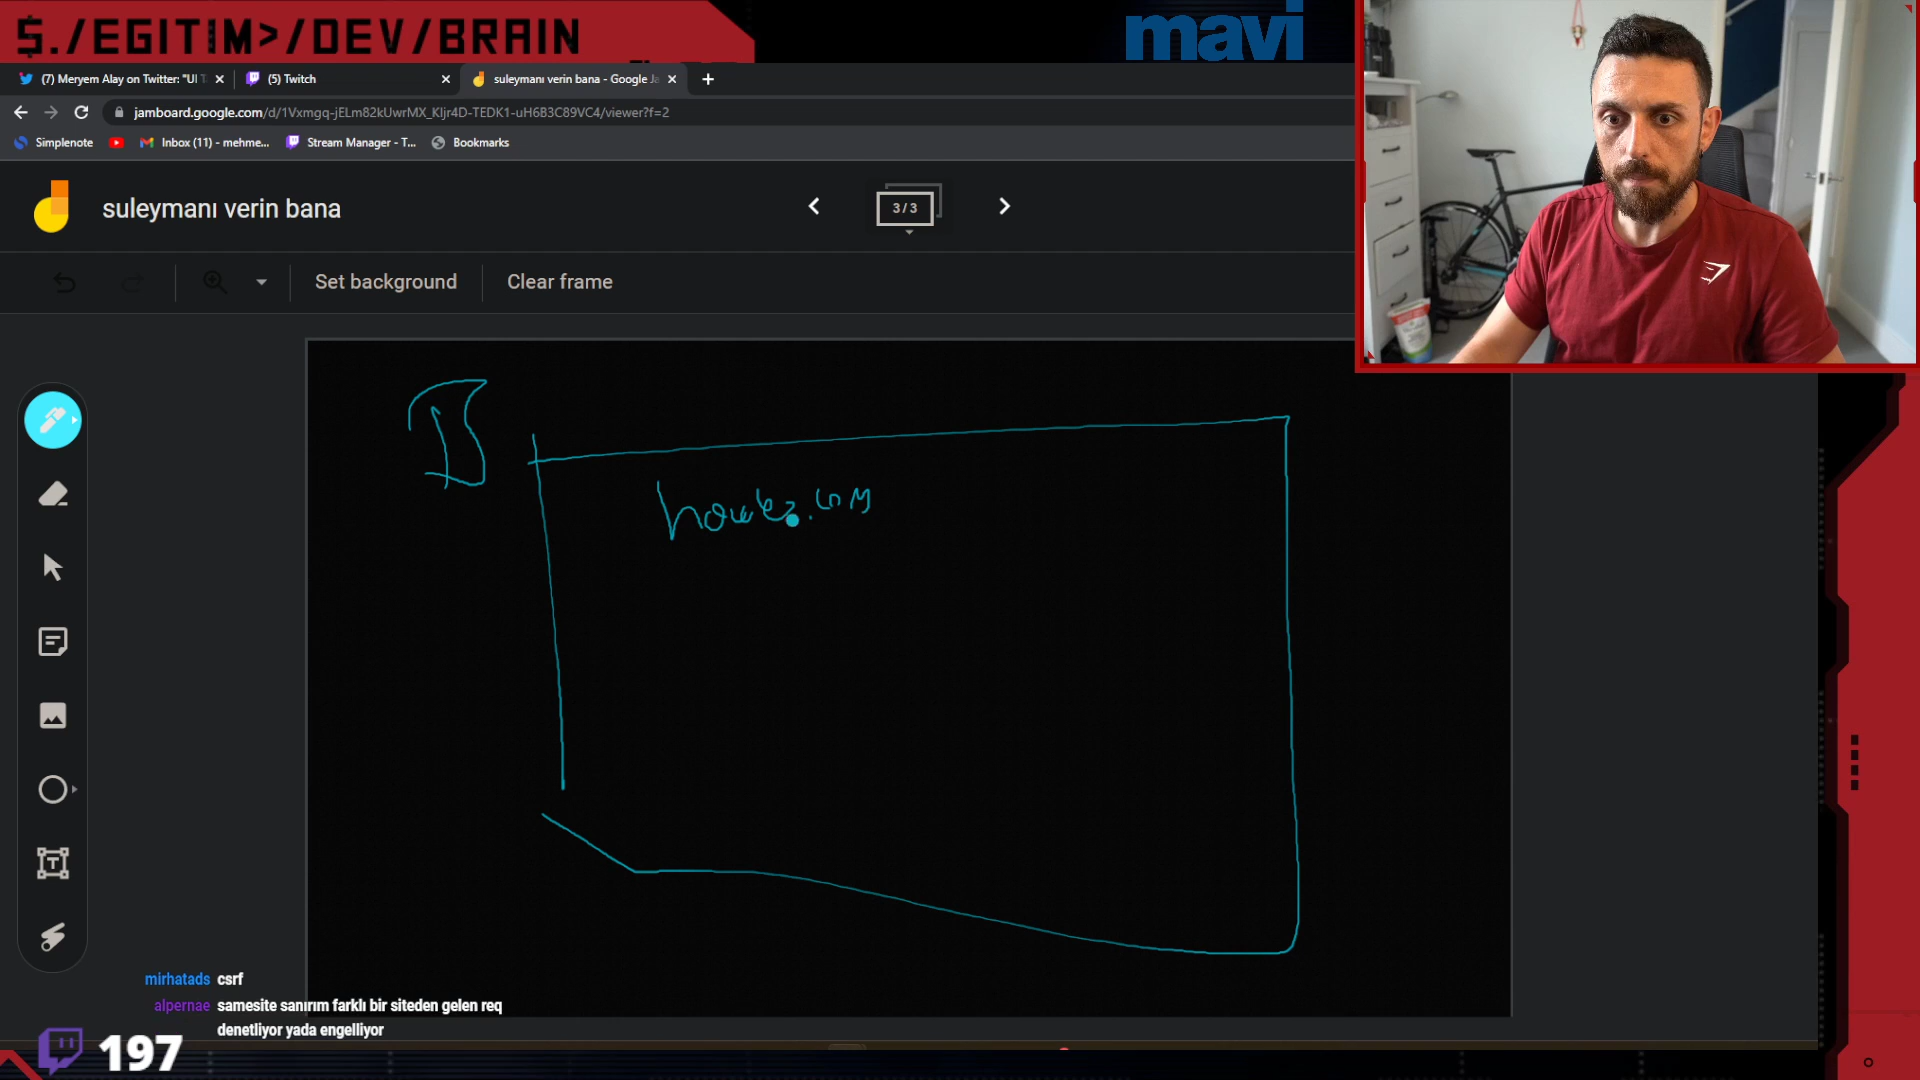 $./EGITIM>/DEV/BRAIN
mavi
(7) Meryem Alay on Twitter: "UI T
(5) Twitch
suleymanı verin bana - Google Ja
jamboard.google.com/d/1Vxmgq-jELm82kUwrMX_KIjr4D-TEDK1-uH6B3C89VC4/viewer?f=2
Simplenote
Inbox (11) - mehme...
Stream Manager - T...
Bookmarks
suleymanı verin bana
3/3
Set background
Clear frame
mirhatads csrf
alpernae samesite sanırım farklı bir siteden gelen req
denetliyor yada engelliyor
197